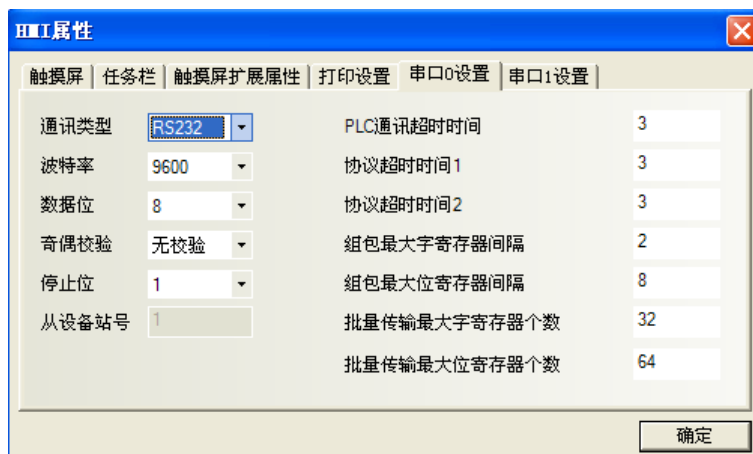 HMI属性
触摸屏 任务栏 触摸屏扩展属性 打印设置 串口0设置 串口1设置
通讯类型 RS232 PLC通讯超时时间 3
波特率 9600 协议超时时间1 3
数据位 8 协议超时时间2 3
奇偶校验 无校验 组包最大字寄存器间隔 2
停止位 1 组包最大位寄存器间隔 8
从设备站号 1 批量传输最大字寄存器个数 32
批量传输最大位寄存器个数 64
确定